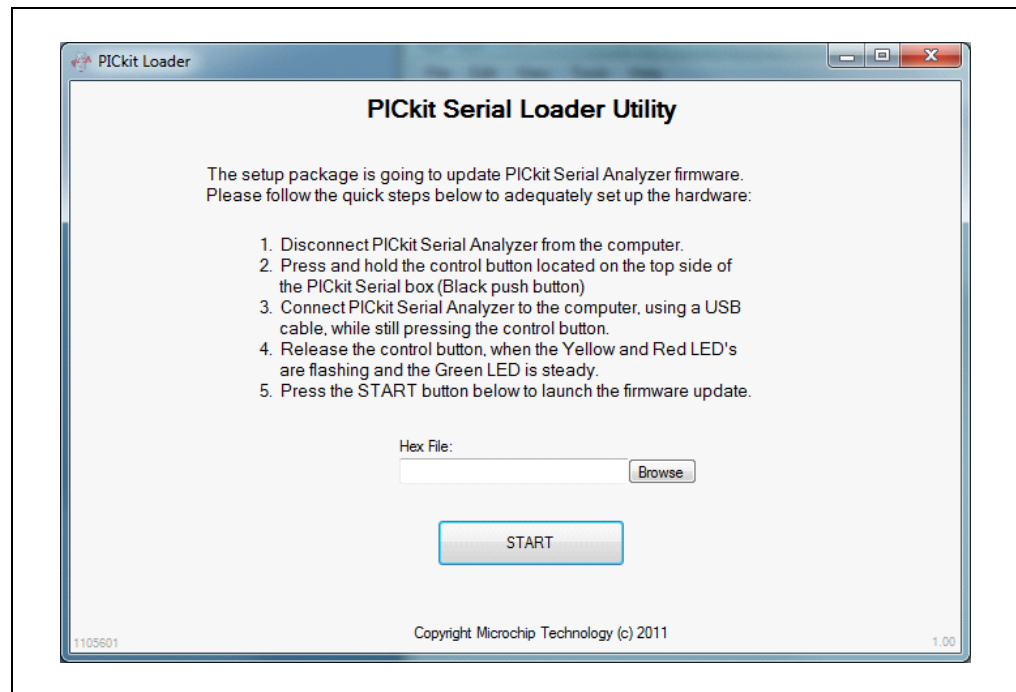 PICkit Loader
PICkit Serial Loader Utility
The setup package is going to update PICkit Serial Analyzer firmware.
Please follow the quick steps below to adequately set up the hardware:
1. Disconnect PICkit Serial Analyzer from the computer.
2. Press and hold the control button located on the top side of
the PICkit Serial box (Black push button)
3. Connect PICkit Serial Analyzer to the computer, using a USB
cable, while still pressing the control button.
4. Release the control button, when the Yellow and Red LED's
are flashing and the Green LED is steady.
5. Press the START button below to launch the firmware update.
Hex File:
Browse
START
Copyright Microchip Technology (c) 2011
1105601
1.00